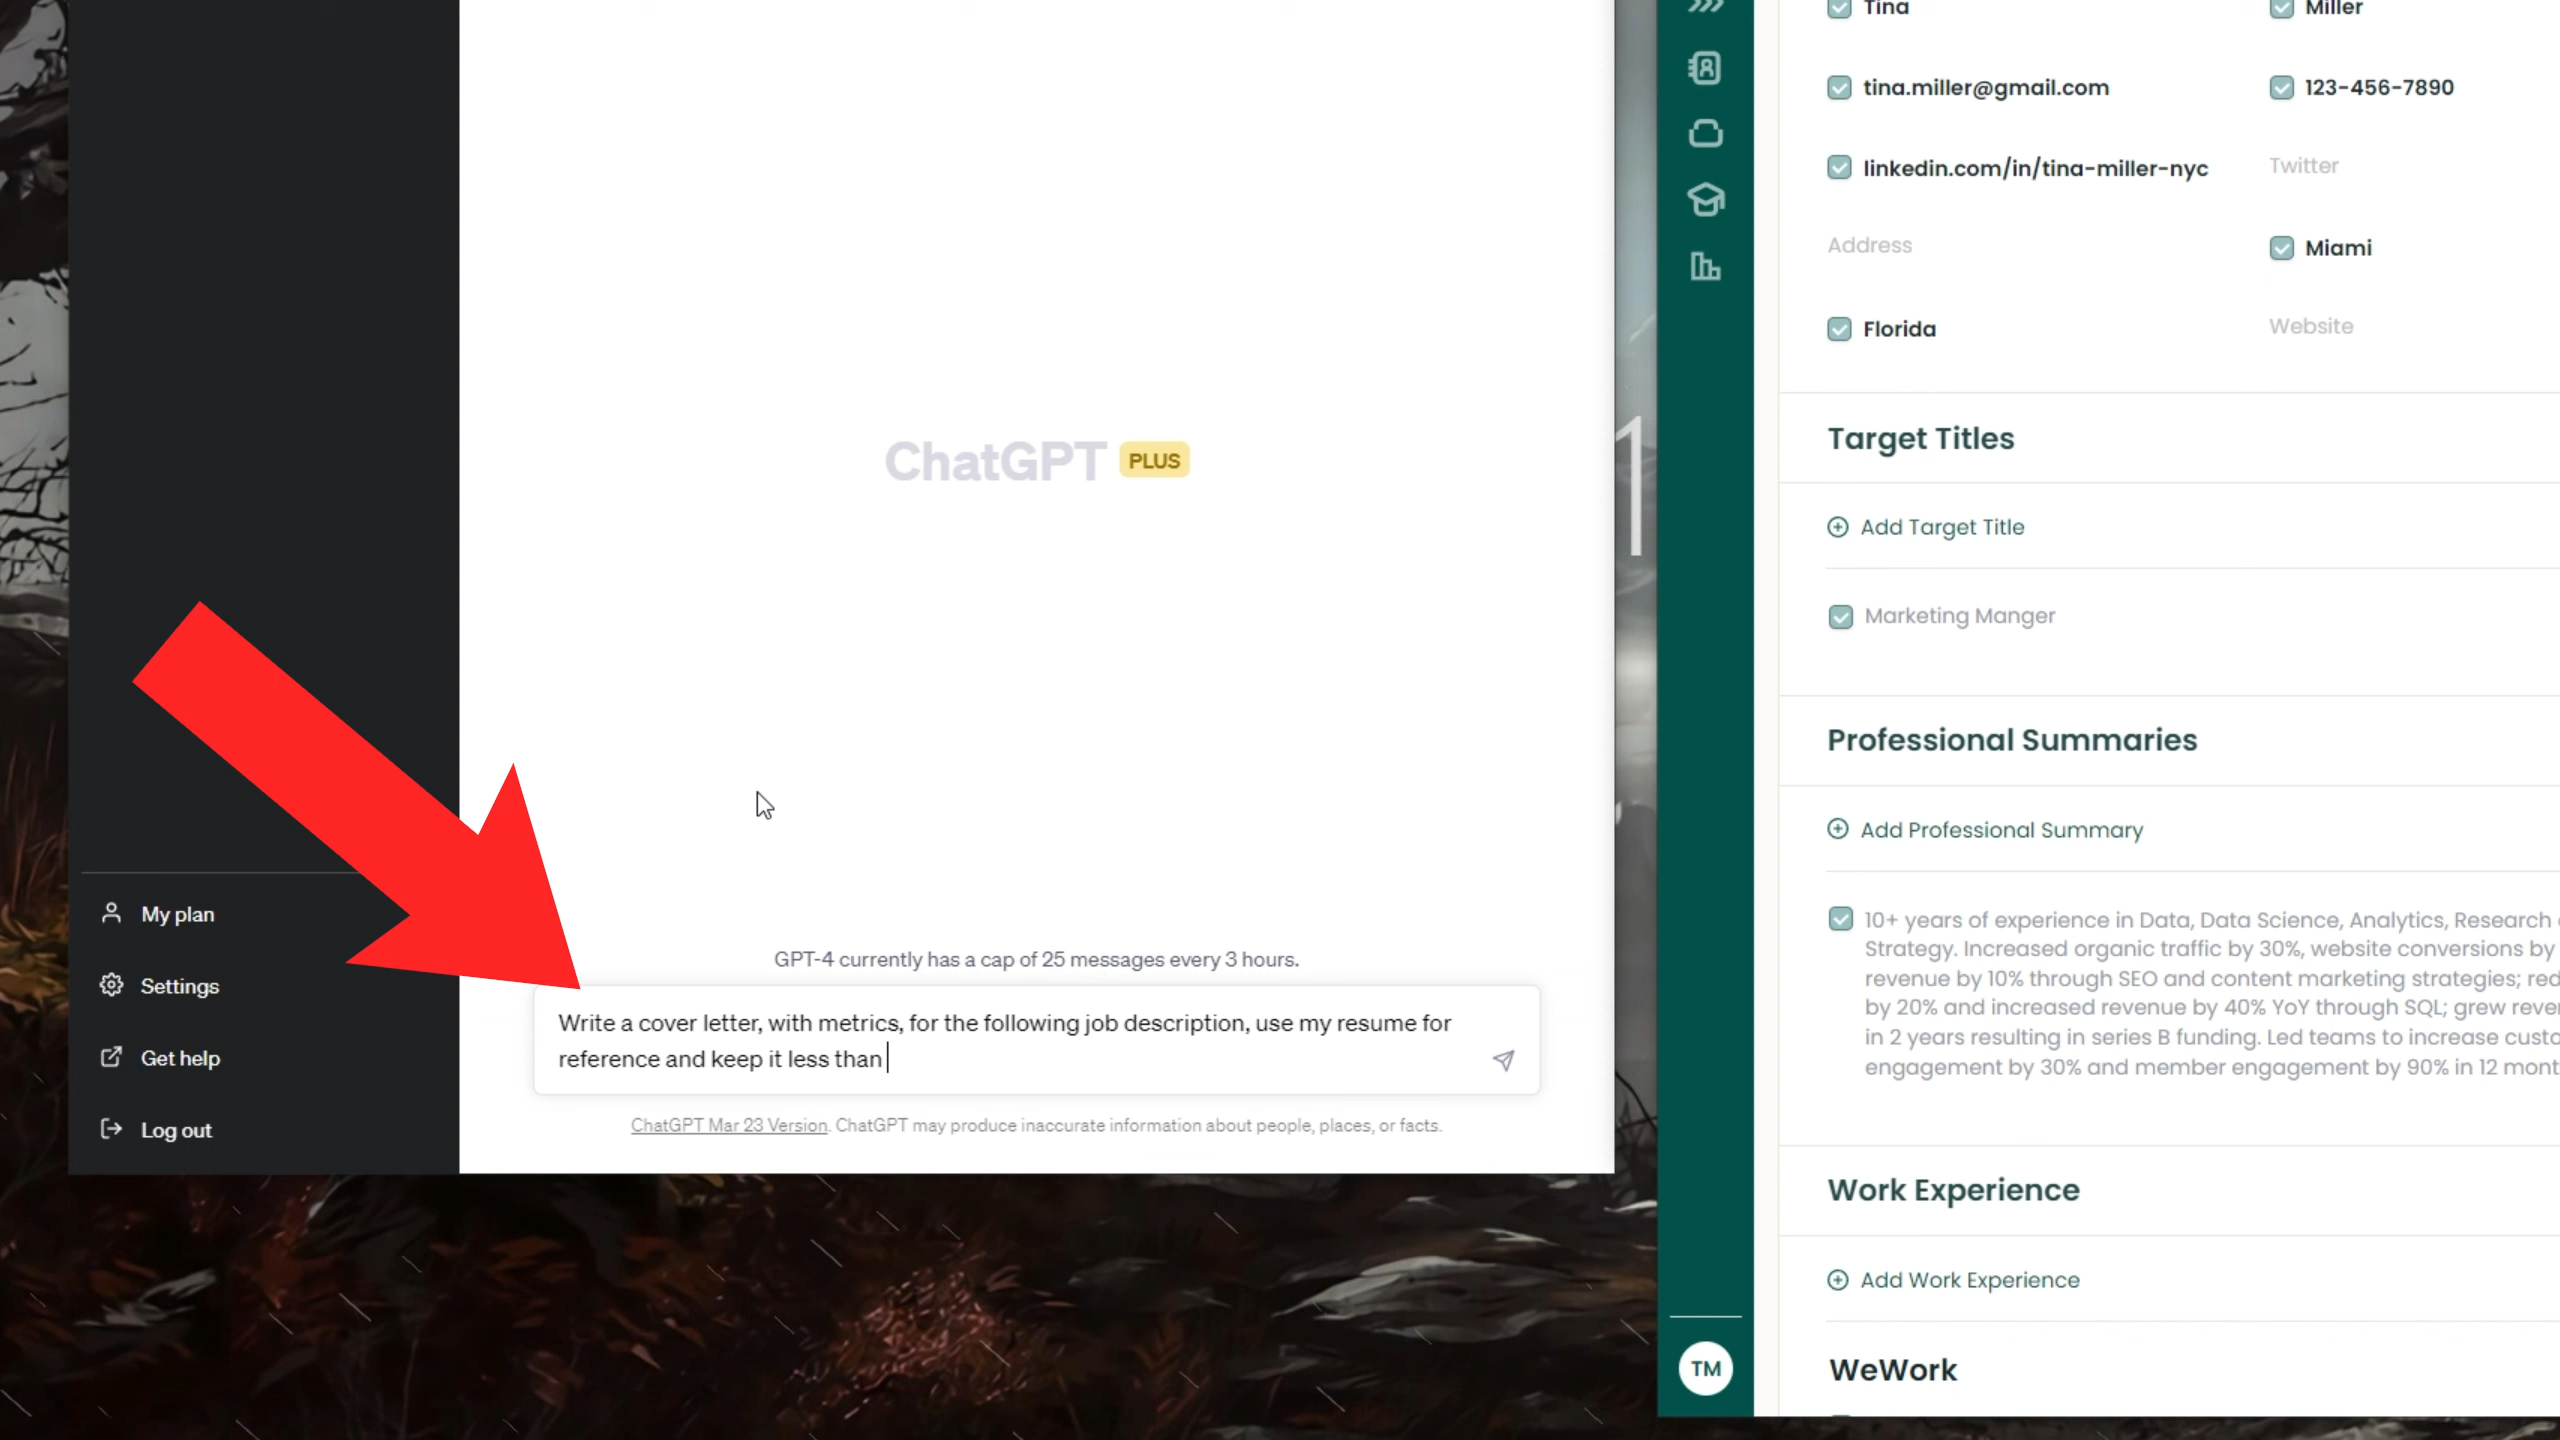 ChatGPT PLUS
My plan
Settings
Get help
Log out
GPT-4 currently has a cap of 25 messages every 3 hours.
Write a cover letter, with metrics, for the following job description, use my resume for
reference and keep it less than
ChatGPT Mar 23 Version. ChatGPT may produce inaccurate information about people, places, or facts.
1
Tina Miller
tina.miller@gmail.com 123-456-7890
linkedin.com/in/tina-miller-nyc Twitter
Address Miami
Florida Website
Target Titles
Add Target Title
Marketing Manger
Professional Summaries
Add Professional Summary
10+ years of experience in Data, Data Science, Analytics, Research
Strategy. Increased organic traffic by 30%, website conversions by
revenue by 10% through SEO and content marketing strategies;
by 20% and increased revenue by 40% YoY through SQL; grew
in 2 years resulting in series B funding. Led teams to increase
engagement by 30% and member engagement by 90% in 12
Work Experience
Add Work Experience
WeWork
TM